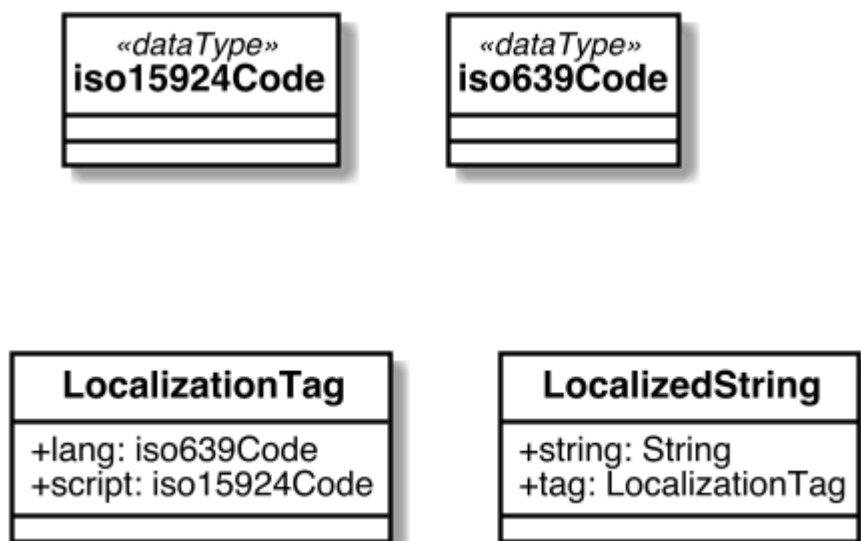 «dataType»
iso15924Code
«dataType»
iso639Code
LocalizationTag
+lang: iso639Code
+script: iso15924Code
LocalizedString
+string: String
+tag: LocalizationTag